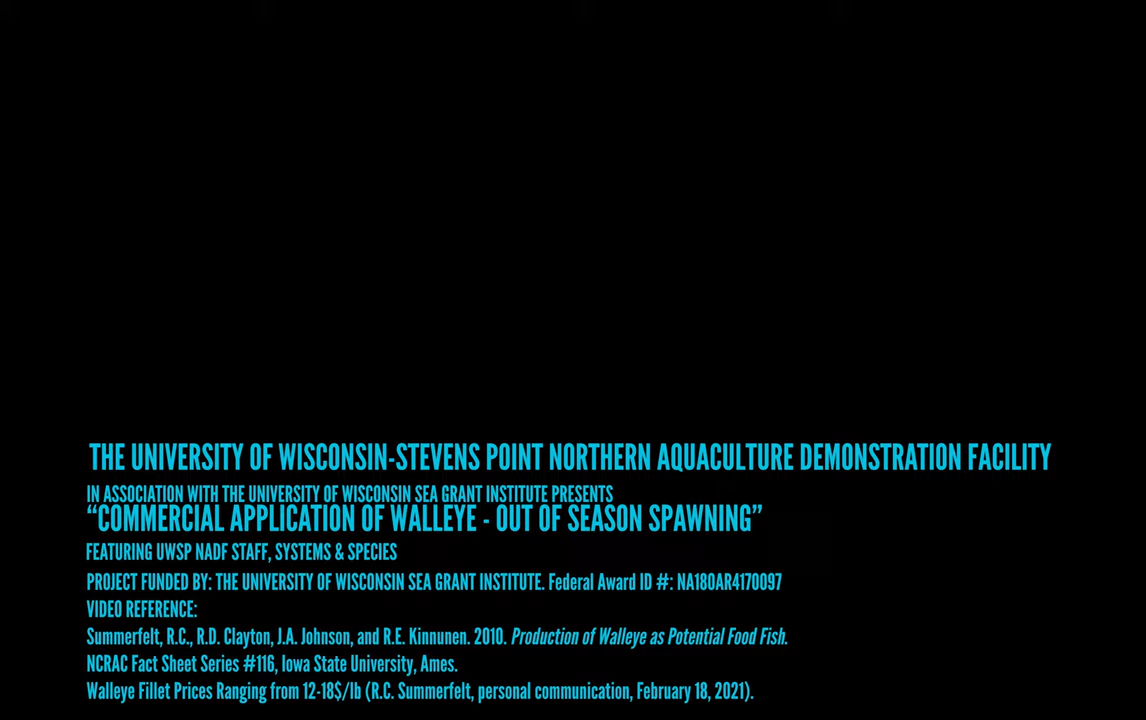 THE UNIVERSITY OF WISCONSIN-STEVENS POINT NORTHERN AQUACULTURE DEMONSTRATION FACILITY
IN ASSOCIATION WITH THE UNIVERSITY OF WISCONSIN SEA GRANT INSTITUTE PRESENTS
“COMMERCIAL APPLICATION OF WALLEYE - OUT OF SEASON SPAWNING”
FEATURING UWSP NADF STAFF, SYSTEMS & SPECIES
PROJECT FUNDED BY: THE UNIVERSITY OF WISCONSIN SEA GRANT INSTITUTE. Federal Award ID #: NA180AR4170097
VIDEO REFERENCE:
Summerfelt, R.C., R.D. Clayton, J.A. Johnson, and R.E. Kinnunen. 2010. Production of Walleye as Potential Food Fish.
NCRAC Fact Sheet Series #116, Iowa State University, Ames.
Walleye Fillet Prices Ranging from 12-18$/lb (R.C. Summerfelt, personal communication, February 18, 2021).